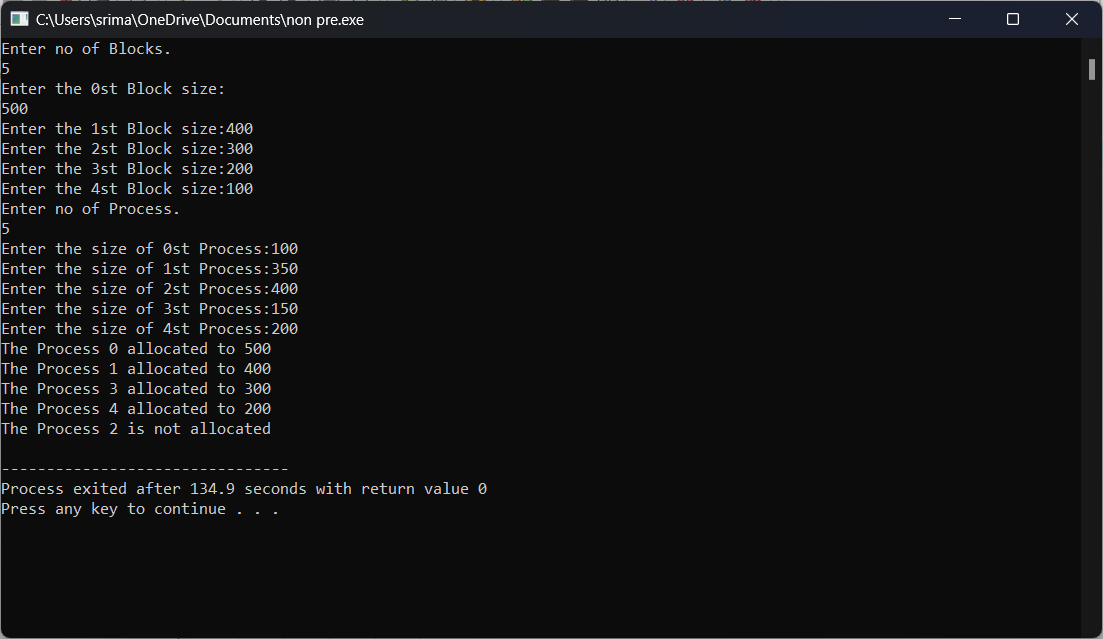 C:\Users\srima\OneDrive\Documents\non pre.exe
Enter no of Blocks.
5
Enter the 0st Block size:
500
Enter the 1st Block size:400
Enter the 2st Block size:300
Enter the 3st Block size:200
Enter the 4st Block size:100
Enter no of Process.
5
Enter the size of 0st Process:100
Enter the size of 1st Process:350
Enter the size of 2st Process:400
Enter the size of 3st Process:150
Enter the size of 4st Process:200
The Process 0 allocated to 500
The Process 1 allocated to 400
The Process 3 allocated to 300
The Process 4 allocated to 200
The Process 2 is not allocated
--------------------------------
Process exited after 134.9 seconds with return value 0
Press any key to continue . . .